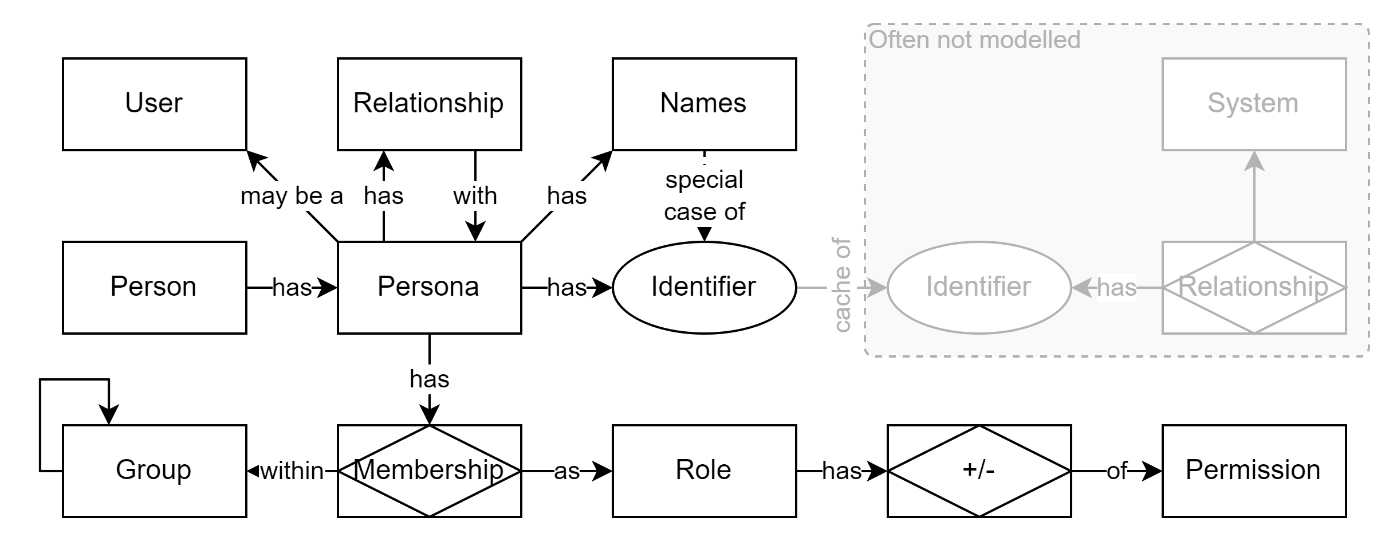 Often not modelled
User
Relationship
Names
System
may be a
has
with
has
special
case of
Person
has
Persona
has
Identifier
cache of
Identifier
has
Relationship
has
Group
within
Membership
as
Role
has
+/-
of
Permission